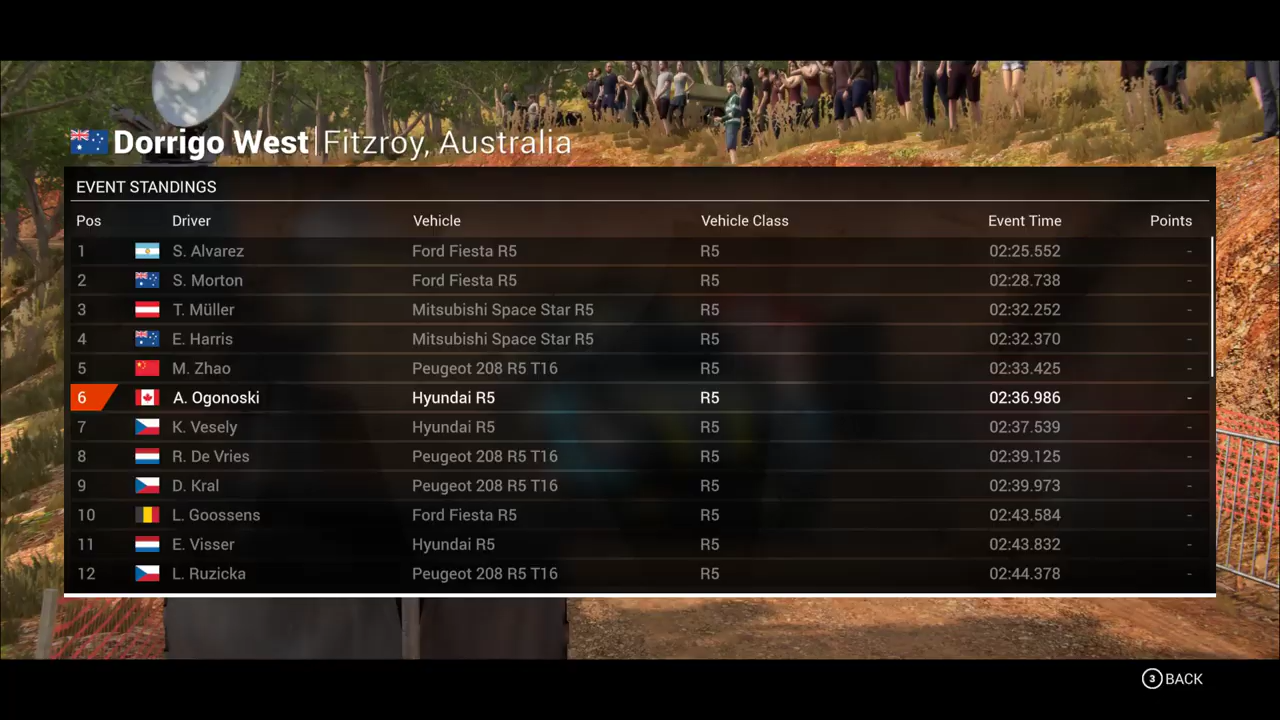 Dorrigo West | Fitzroy, Australia
EVENT STANDINGS
Pos Driver Vehicle Vehicle Class Event Time Points
1 S. Alvarez Ford Fiesta R5 R5 02:25.552 -
2 S. Morton Ford Fiesta R5 R5 02:28.738 -
3 T. Müller Mitsubishi Space Star R5 R5 02:32.252 -
4 E. Harris Mitsubishi Space Star R5 R5 02:32.370 -
5 M. Zhao Peugeot 208 R5 T16 R5 02:33.425 -
6 A. Ogonoski Hyundai R5 R5 02:36.986 -
7 K. Vesely Hyundai R5 R5 02:37.539 -
8 R. De Vries Peugeot 208 R5 T16 R5 02:39.125 -
9 D. Kral Peugeot 208 R5 T16 R5 02:39.973 -
10 L. Goossens Ford Fiesta R5 R5 02:43.584 -
11 E. Visser Hyundai R5 R5 02:43.832 -
12 L. Ruzicka Peugeot 208 R5 T16 R5 02:44.378 -
3 BACK